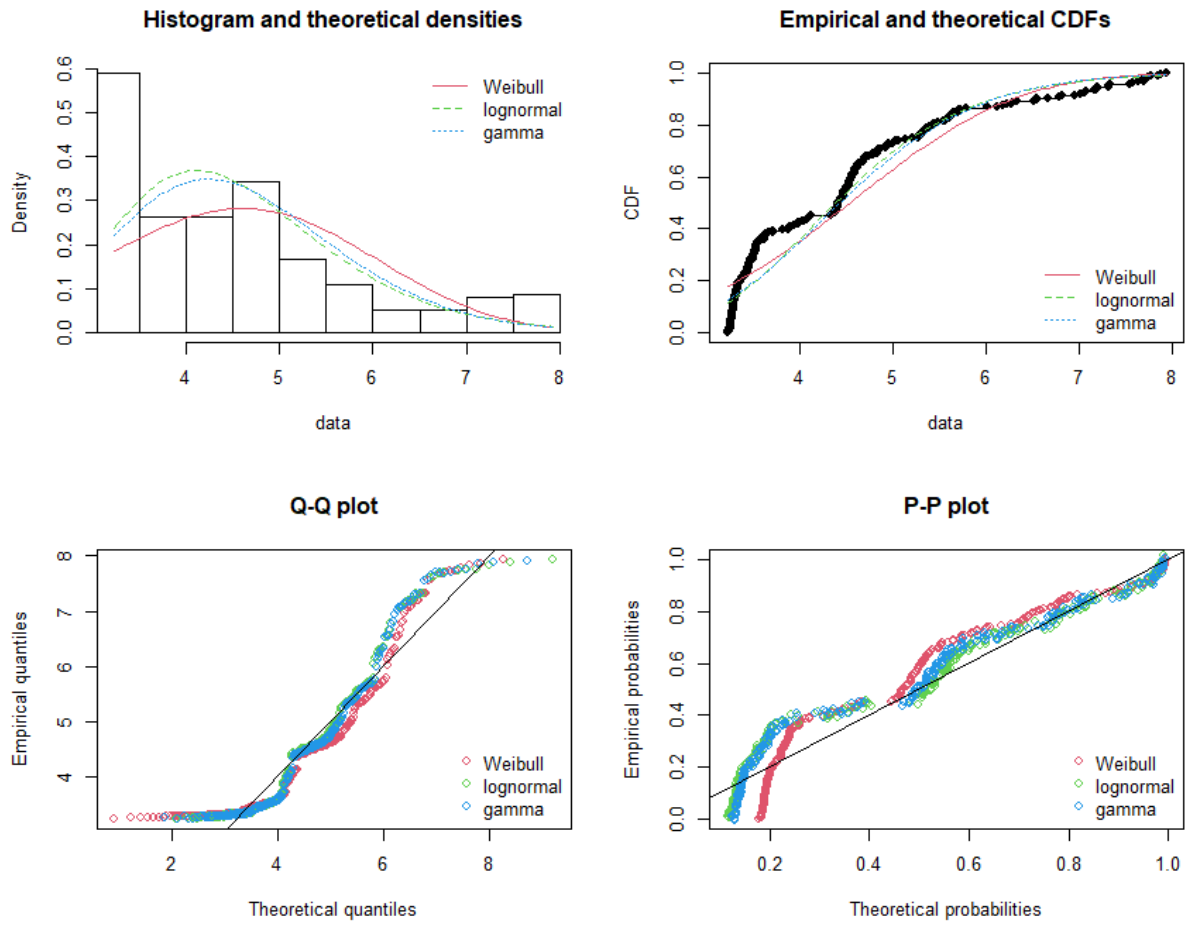 Histogram and theoretical densities
Density
0.0 0.1 0.2 0.3 0.4 0.5 0.6
Weibull
lognormal
gamma
4 5 6 7 8
data
Empirical and theoretical CDFs
CDF
0.0 0.2 0.4 0.6 0.8 1.0
Weibull
lognormal
gamma
4 5 6 7 8
data
Q-Q plot
Empirical quantiles
4 5 6 7 8
Weibull
lognormal
gamma
2 4 6 8
Theoretical quantiles
P-P plot
Empirical probabilities
0.0 0.2 0.4 0.6 0.8 1.0
Weibull
lognormal
gamma
0.2 0.4 0.6 0.8 1.0
Theoretical probabilities